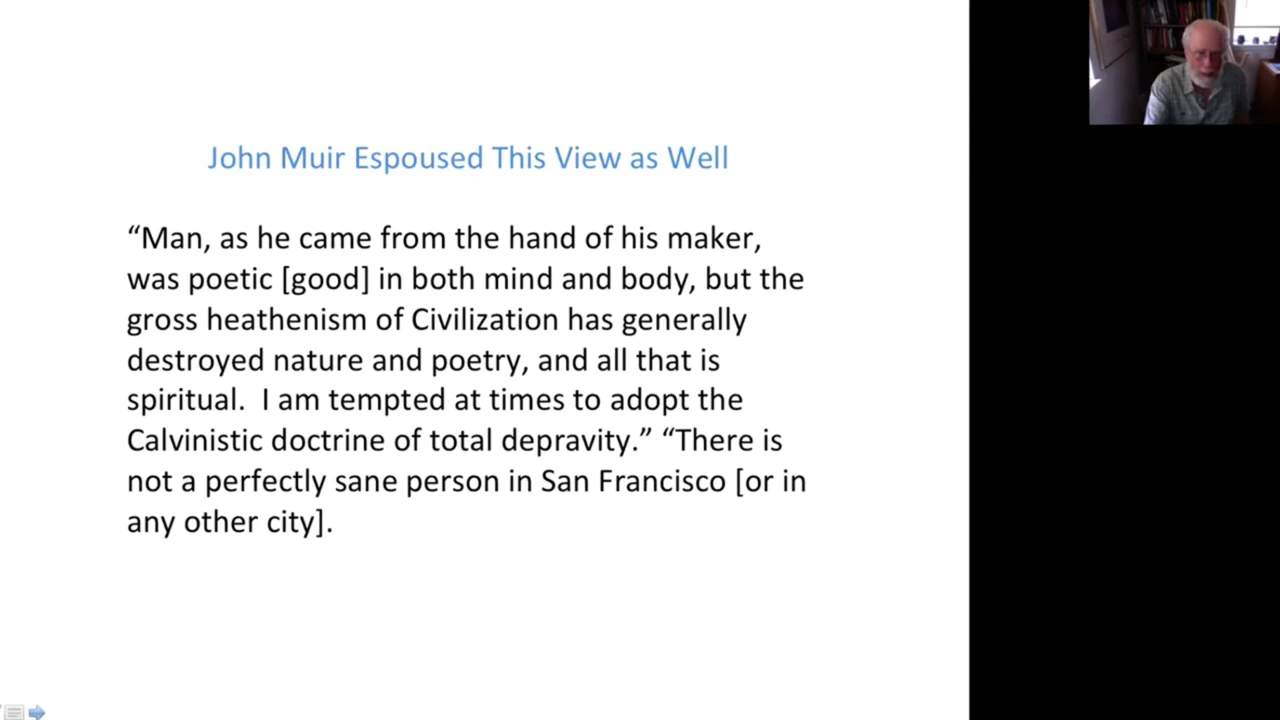 John Muir Espoused This View as Well
“Man, as he came from the hand of his maker,
was poetic [good] in both mind and body, but the
gross heathenism of Civilization has generally
destroyed nature and poetry, and all that is
spiritual.  I am tempted at times to adopt the
Calvinistic doctrine of total depravity.” “There is
not a perfectly sane person in San Francisco [or in
any other city].